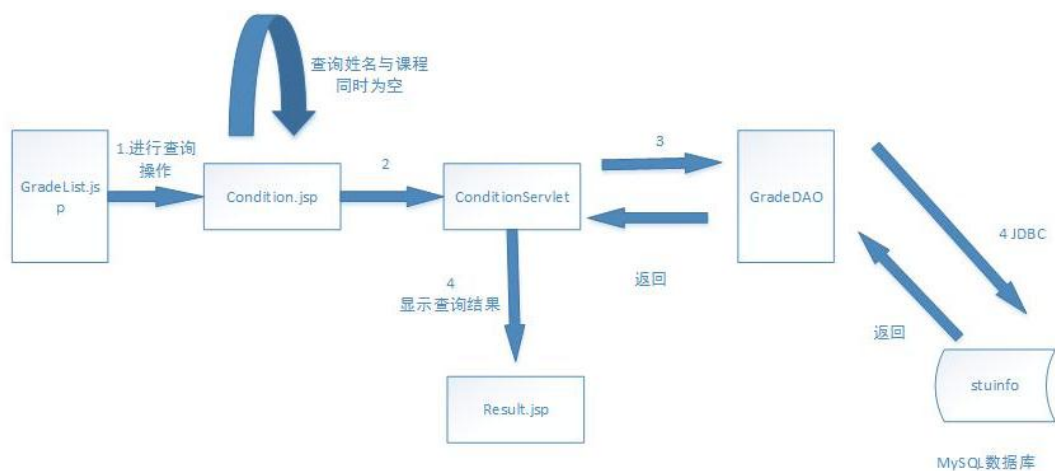 查询姓名与课程
同时为空
1.进行查询
操作
GradeList.js
p
Condition.jsp
2
ConditionServlet
3
返回
GradeDAO
4 JDBC
返回
4
显示查询结果
Result.jsp
stuinfo
MySQL数据库